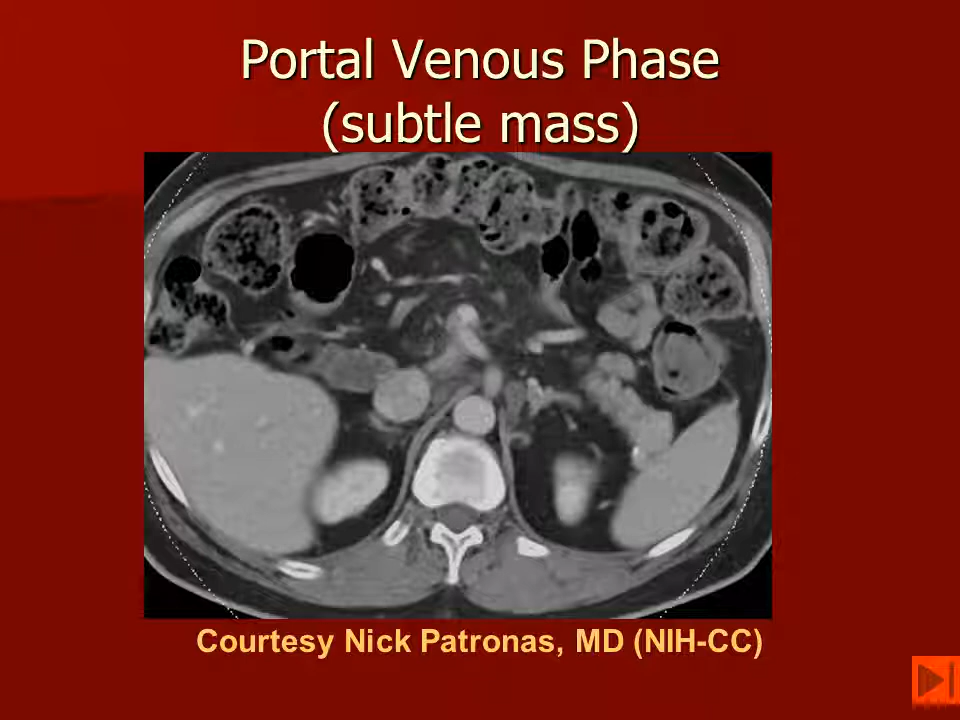 Portal Venous Phase
(subtle mass)
Courtesy Nick Patronas, MD (NIH-CC)